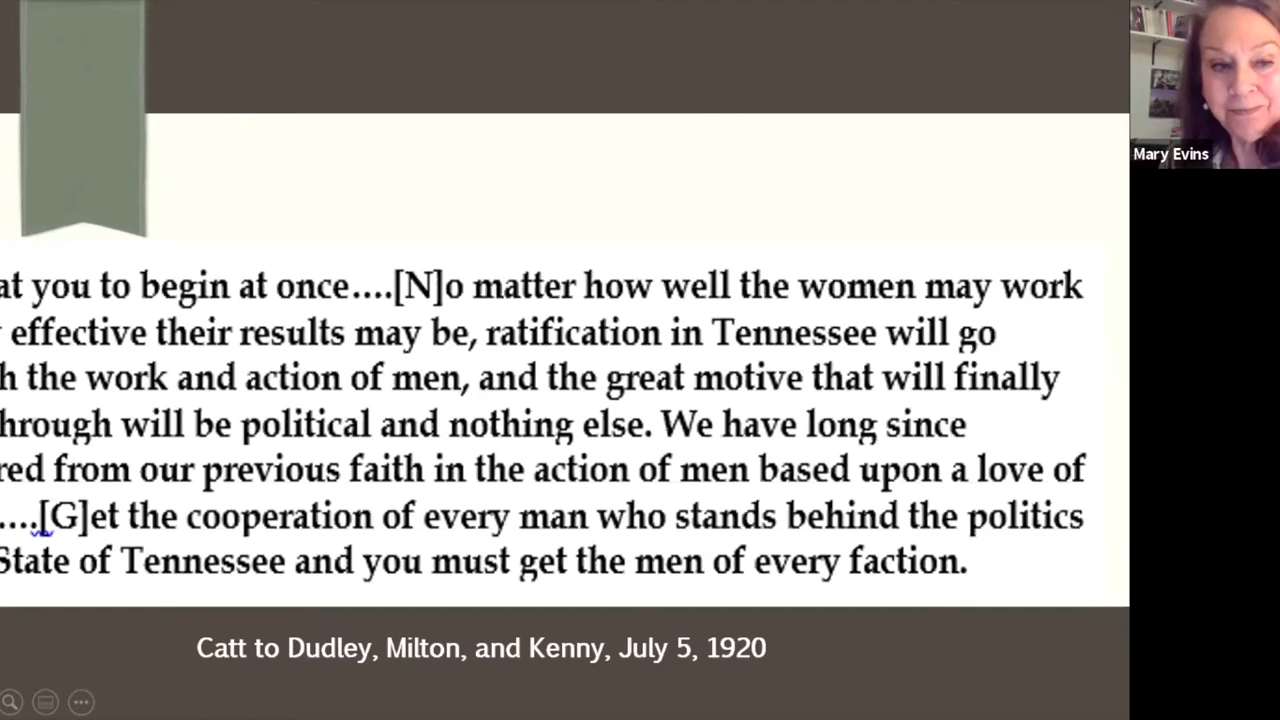 at you to begin at once....[N]o matter how well the women may work
effective their results may be, ratification in Tennessee will go
h the work and action of men, and the great motive that will finally
hrough will be political and nothing else. We have long since
red from our previous faith in the action of men based upon a love of
....[G]et the cooperation of every man who stands behind the politics
State of Tennessee and you must get the men of every faction.
Catt to Dudley, Milton, and Kenny, July 5, 1920
Mary Evins